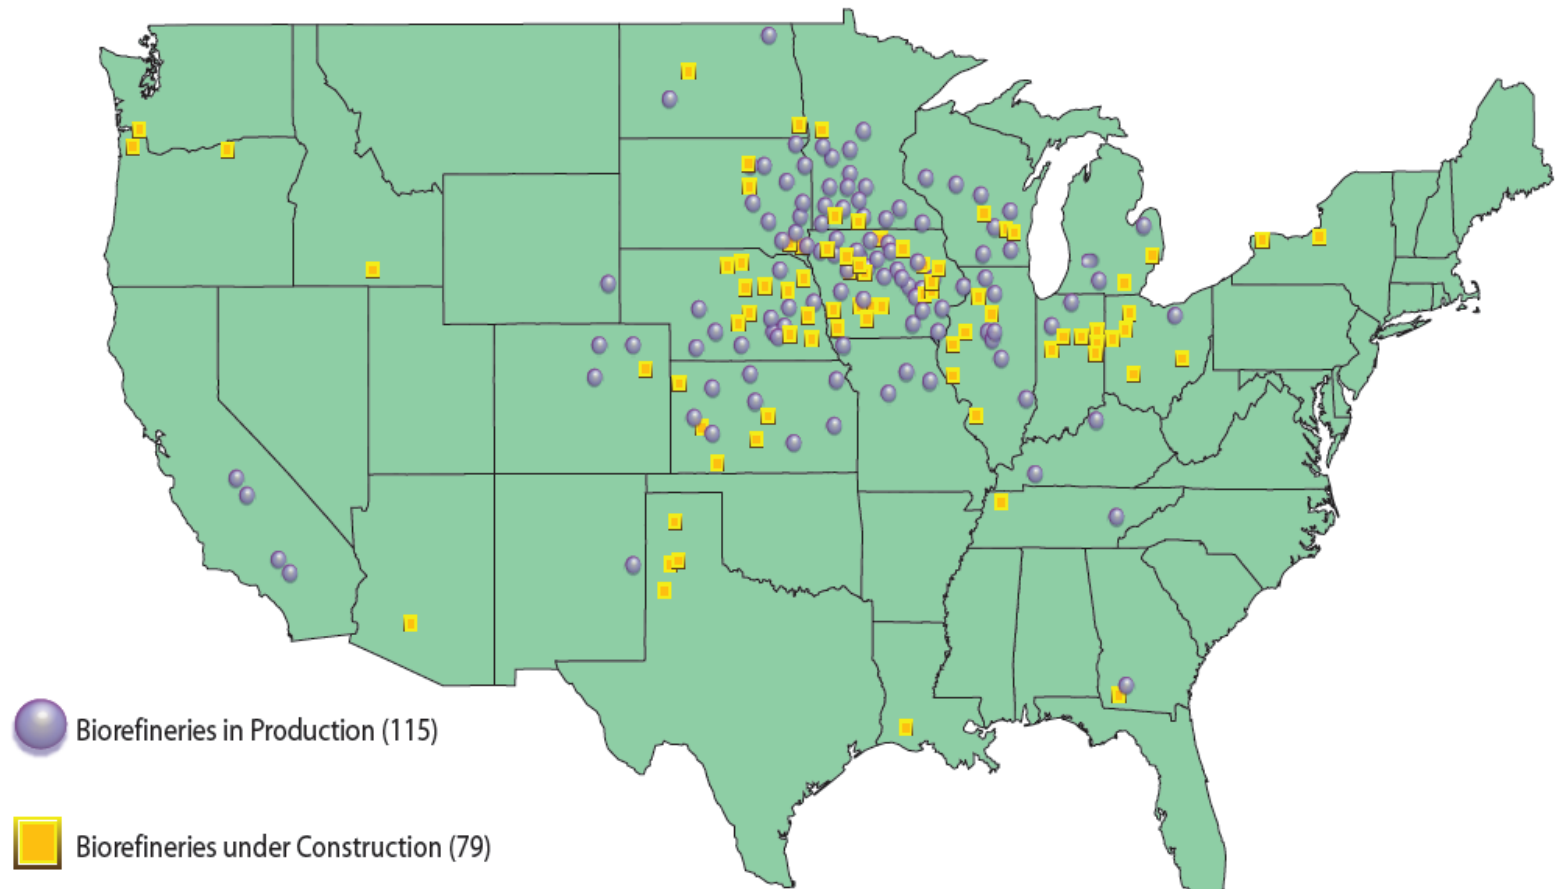 Biorefineries in Production (115)
Biorefineries under Construction (79)